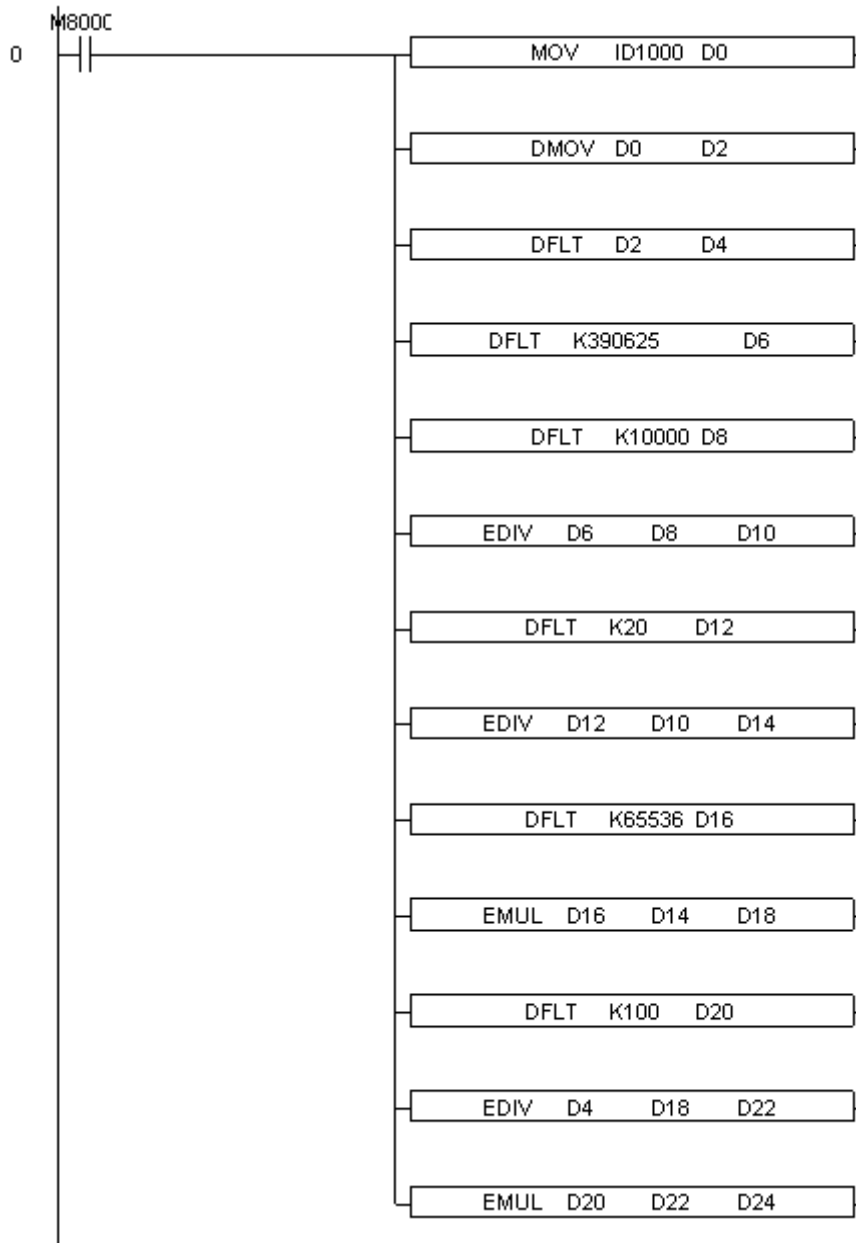 M8000
0
MOV ID1000 D0
DMOV D0 D2
DFLT D2 D4
DFLT K390625 D6
DFLT K10000 D8
EDIV D6 D8 D10
DFLT K20 D12
EDIV D12 D10 D14
DFLT K65536 D16
EMUL D16 D14 D18
DFLT K100 D20
EDIV D4 D18 D22
EMUL D20 D22 D24